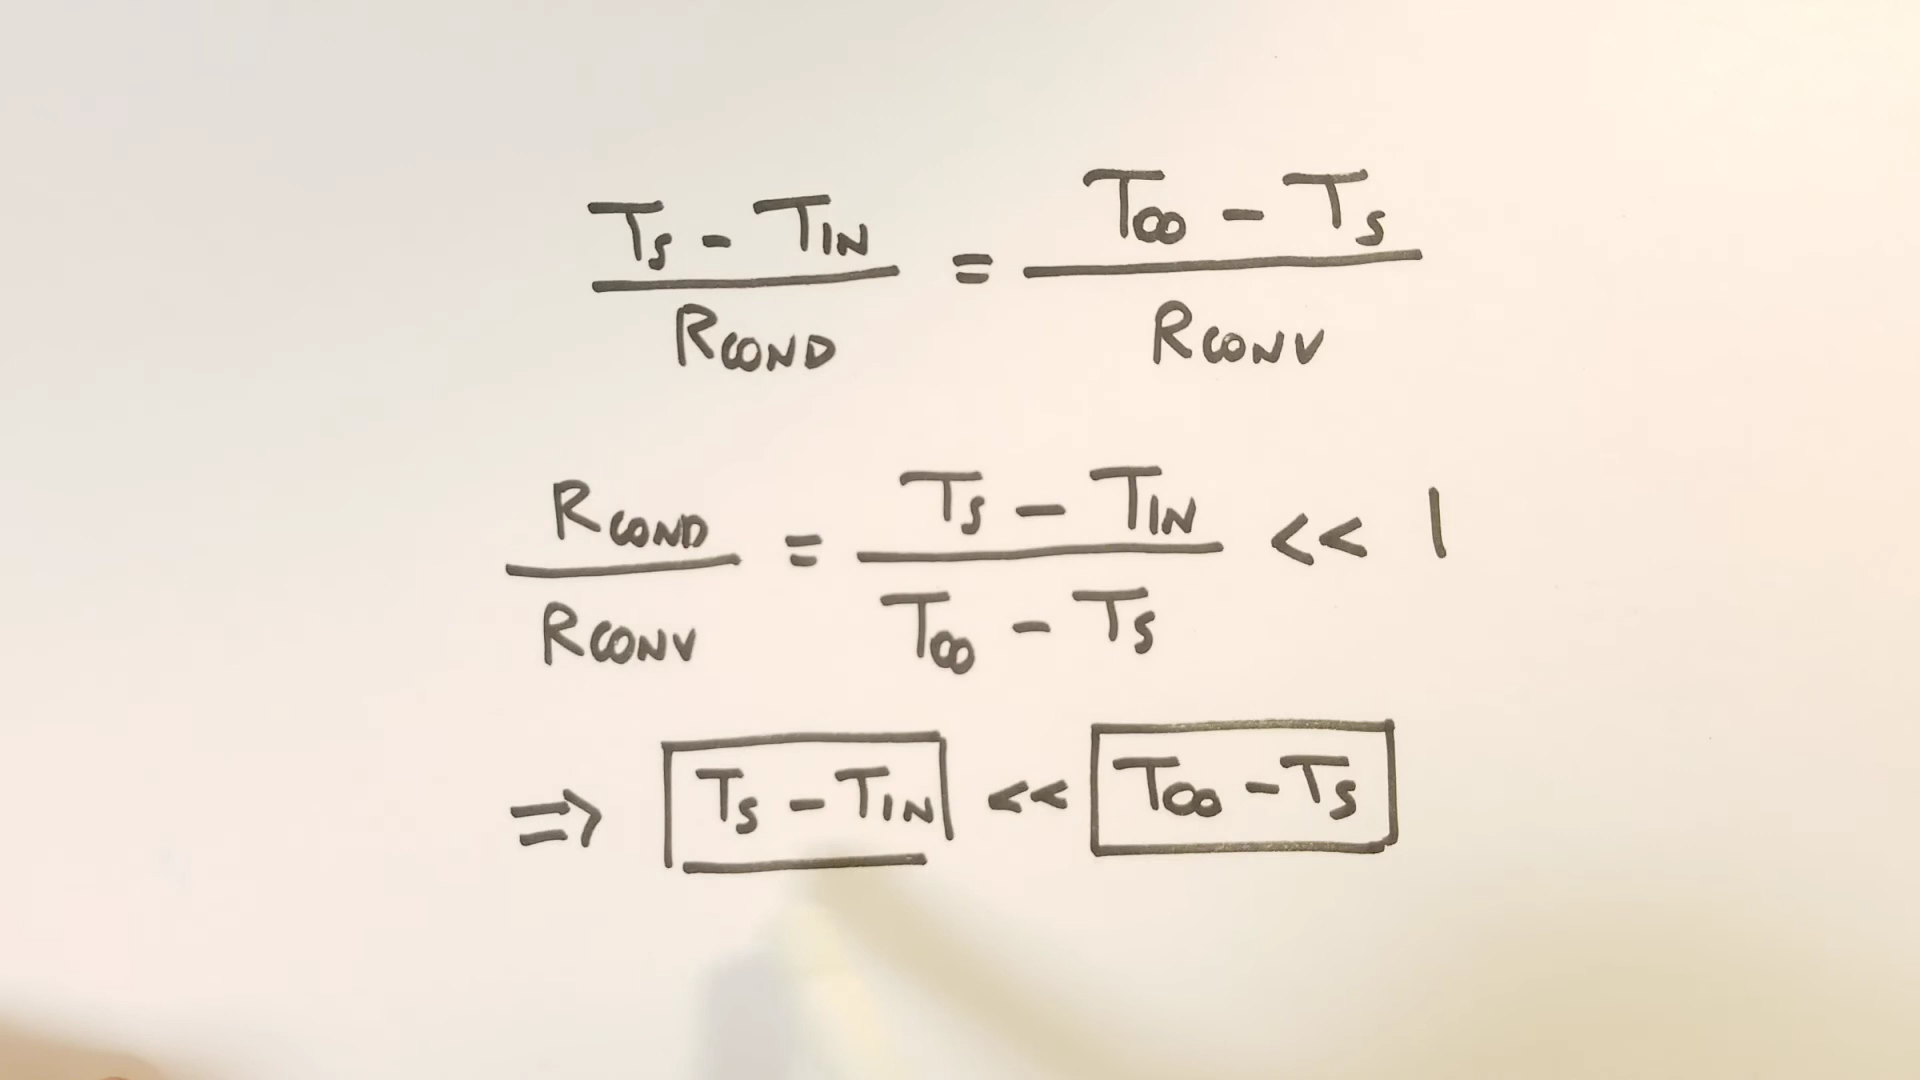 Ts - TIN / RCOND = T∞ - Ts / RCONV
RCOND / RCONV = Ts - TIN / T∞ - Ts << 1
⇒ Ts - TIN << T∞ - Ts